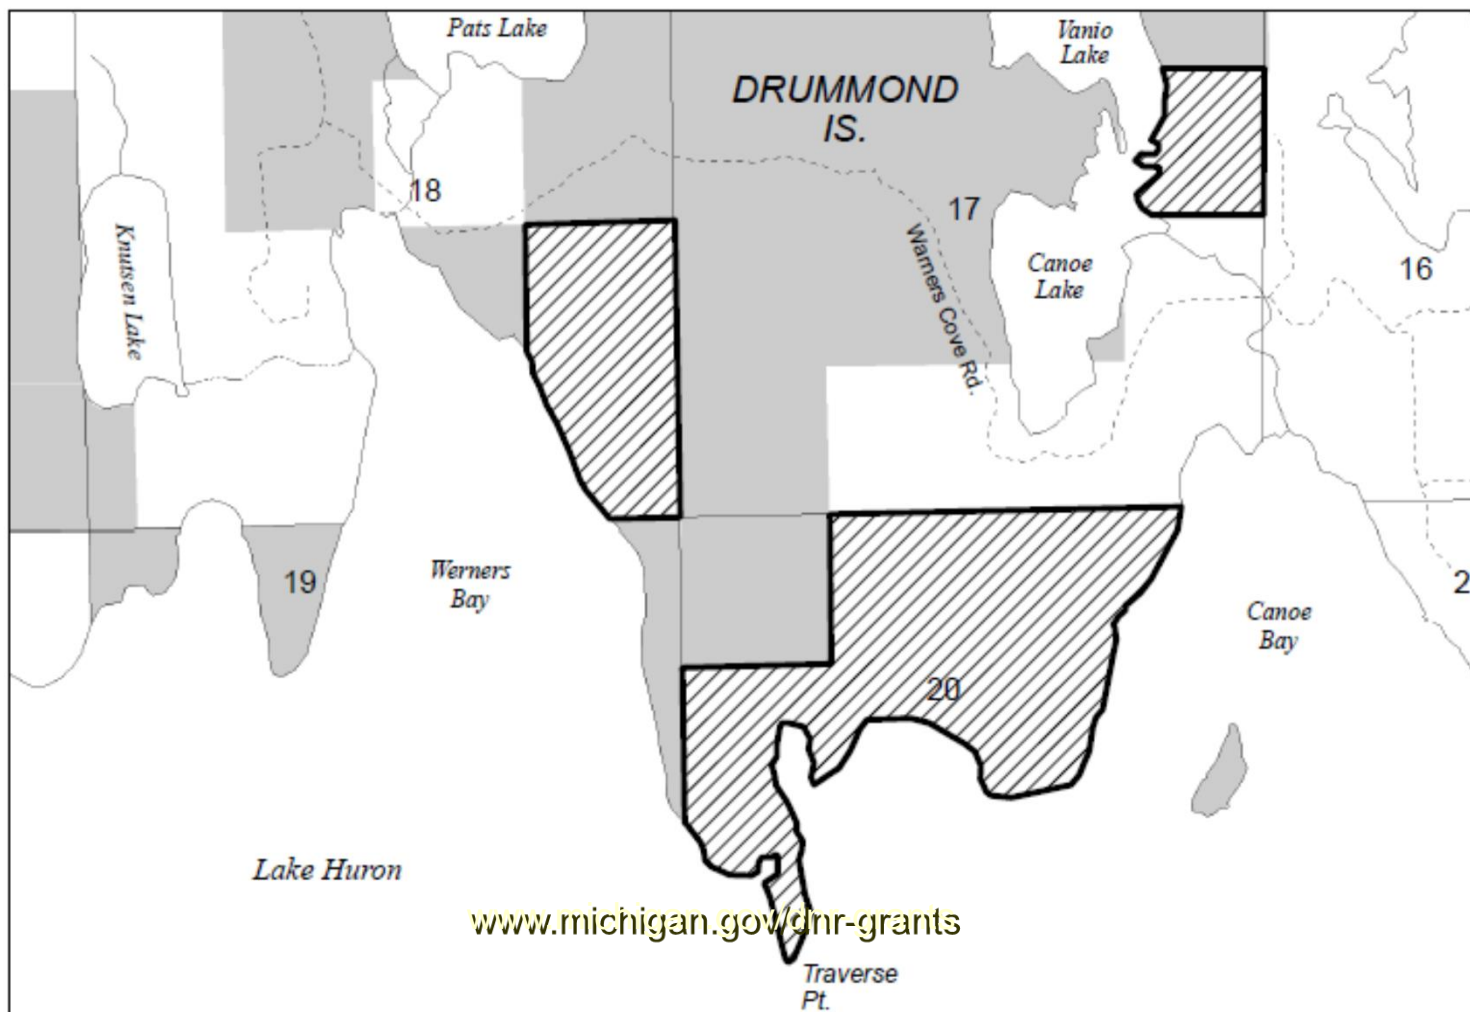 Pats Lake
Vanio
Lake
DRUMMOND
IS.
18
17
Knutsen Lake
Warners Cove Rd.
Canoe
Lake
16
19
Werners
Bay
2
Canoe
Bay
20
Lake Huron
www.michigan.gov/dnr-grants
Traverse
Pt.